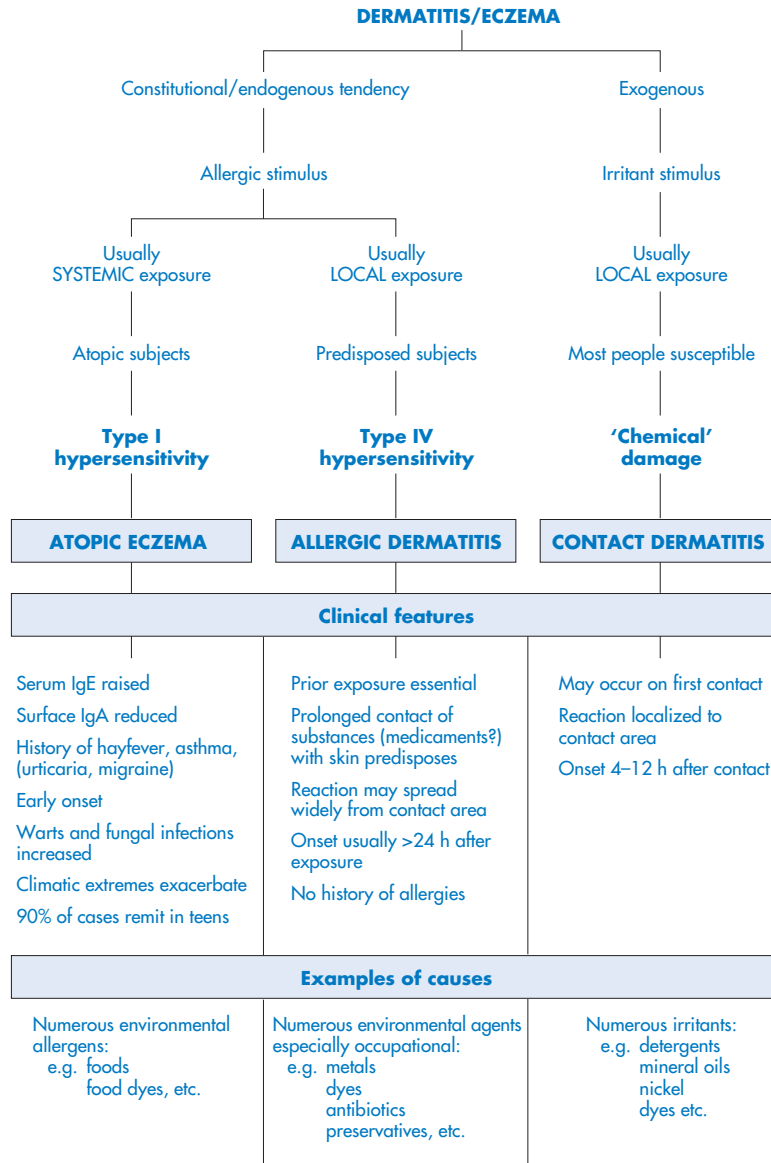 DERMATITIS/ECZEMA
Constitutional/endogenous tendency
Exogenous
Allergic stimulus
Irritant stimulus
Usually
SYSTEMIC exposure
Usually
LOCAL exposure
Usually
LOCAL exposure
Atopic subjects
Predisposed subjects
Most people susceptible
Type I
hypersensitivity
Type IV
hypersensitivity
‘Chemical’
damage
ATOPIC ECZEMA
ALLERGIC DERMATITIS
CONTACT DERMATITIS
Clinical features
Serum IgE raised
Surface IgA reduced
History of hayfever, asthma,
(urticaria, migraine)
Early onset
Warts and fungal infections
increased
Climatic extremes exacerbate
90% of cases remit in teens
Prior exposure essential
Prolonged contact of
substances (medicaments?)
with skin predisposes
Reaction may spread
widely from contact area
Onset usually >24 h after
exposure
No history of allergies
May occur on first contact
Reaction localized to
contact area
Onset 4–12 h after contact
Examples of causes
Numerous environmental
allergens:
e.g. foods
food dyes, etc.
Numerous environmental agents
especially occupational:
e.g. metals
dyes
antibiotics
preservatives, etc.
Numerous irritants:
e.g. detergents
mineral oils
nickel
dyes etc.